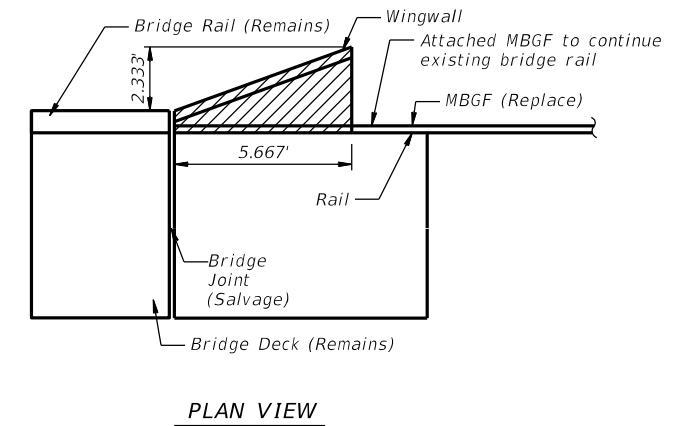 Wingwall
Bridge Rail (Remains)
Attached MBGF to continue
existing bridge rail
2.333'
MBGF (Replace)
5.667'
Rail
Bridge
Joint
(Salvage)
Bridge Deck (Remains)
PLAN VIEW